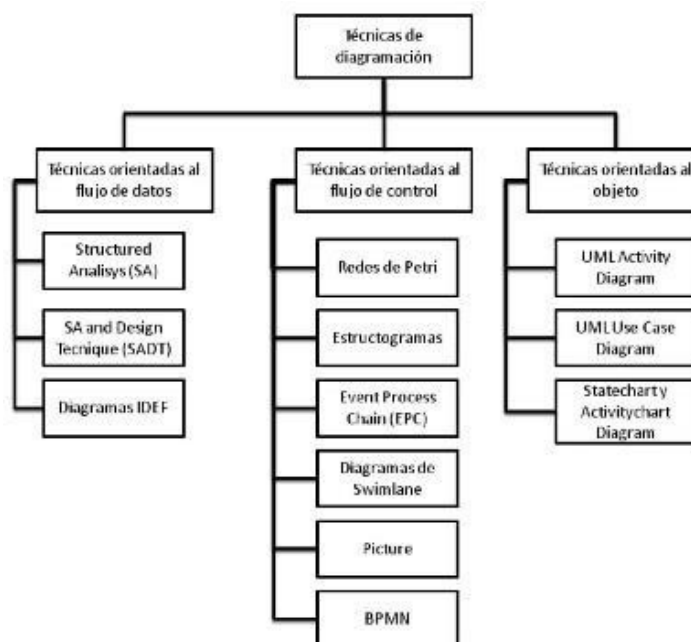 Técnicas de
diagramación
Técnicas orientadas al
flujo de datos
Structured
Analisys (SA)
SA and Design
Tecnique (SADT)
Diagramas IDEF
Técnicas orientadas al
flujo de control
Redes de Petri
Estructogramas
Event Process
Chain (EPC)
Diagramas de
Swimlane
Picture
BPMN
Técnicas orientadas al
objeto
UML Activity
Diagram
UML Use Case
Diagram
Statechart y
Activitychart
Diagram